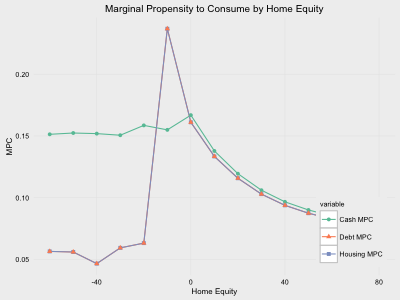 Marginal Propensity to Consume by Home Equity
0.20
0.15
0.10
0.05
MPC
variable
Cash MPC
Debt MPC
Housing MPC
-40
0
40
80
Home Equity